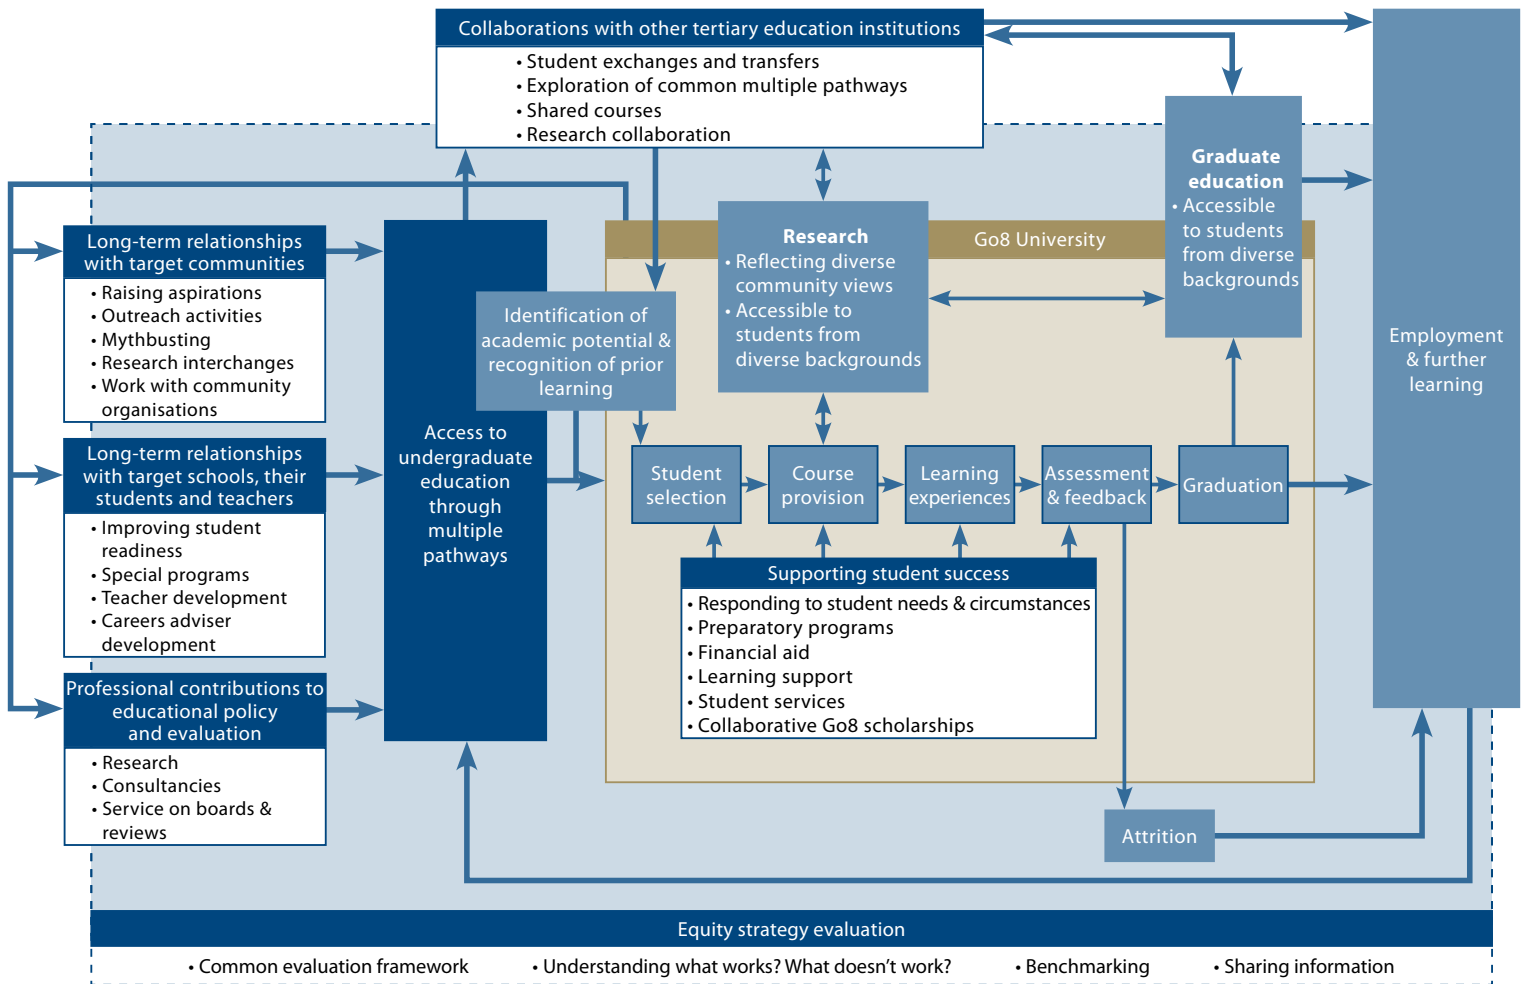 Collaborations with other tertiary education institutions
• Student exchanges and transfers
• Exploration of common multiple pathways
• Shared courses
• Research collaboration
Long-term relationships
with target communities
• Raising aspirations
• Outreach activities
• Mythbusting
• Research interchanges
• Work with community
organisations
Long-term relationships
with target schools, their
students and teachers
• Improving student
readiness
• Special programs
• Teacher development
• Careers adviser
development
Professional contributions to
educational policy
and evaluation
• Research
• Consultancies
• Service on boards &
reviews
Access to
undergraduate
education
through
multiple
pathways
Identification of
academic potential &
recognition of prior
learning
Go8 University
Research
• Reflecting diverse
community views
• Accessible to
students from
diverse backgrounds
Graduate
education
• Accessible
to students
from diverse
backgrounds
Student
selection
Course
provision
Learning
experiences
Assessment
& feedback
Graduation
Supporting student success
• Responding to student needs & circumstances
• Preparatory programs
• Financial aid
• Learning support
• Student services
• Collaborative Go8 scholarships
Attrition
Employment
& further
learning
Equity strategy evaluation
• Common evaluation framework
• Understanding what works? What doesn't work?
• Benchmarking
• Sharing information